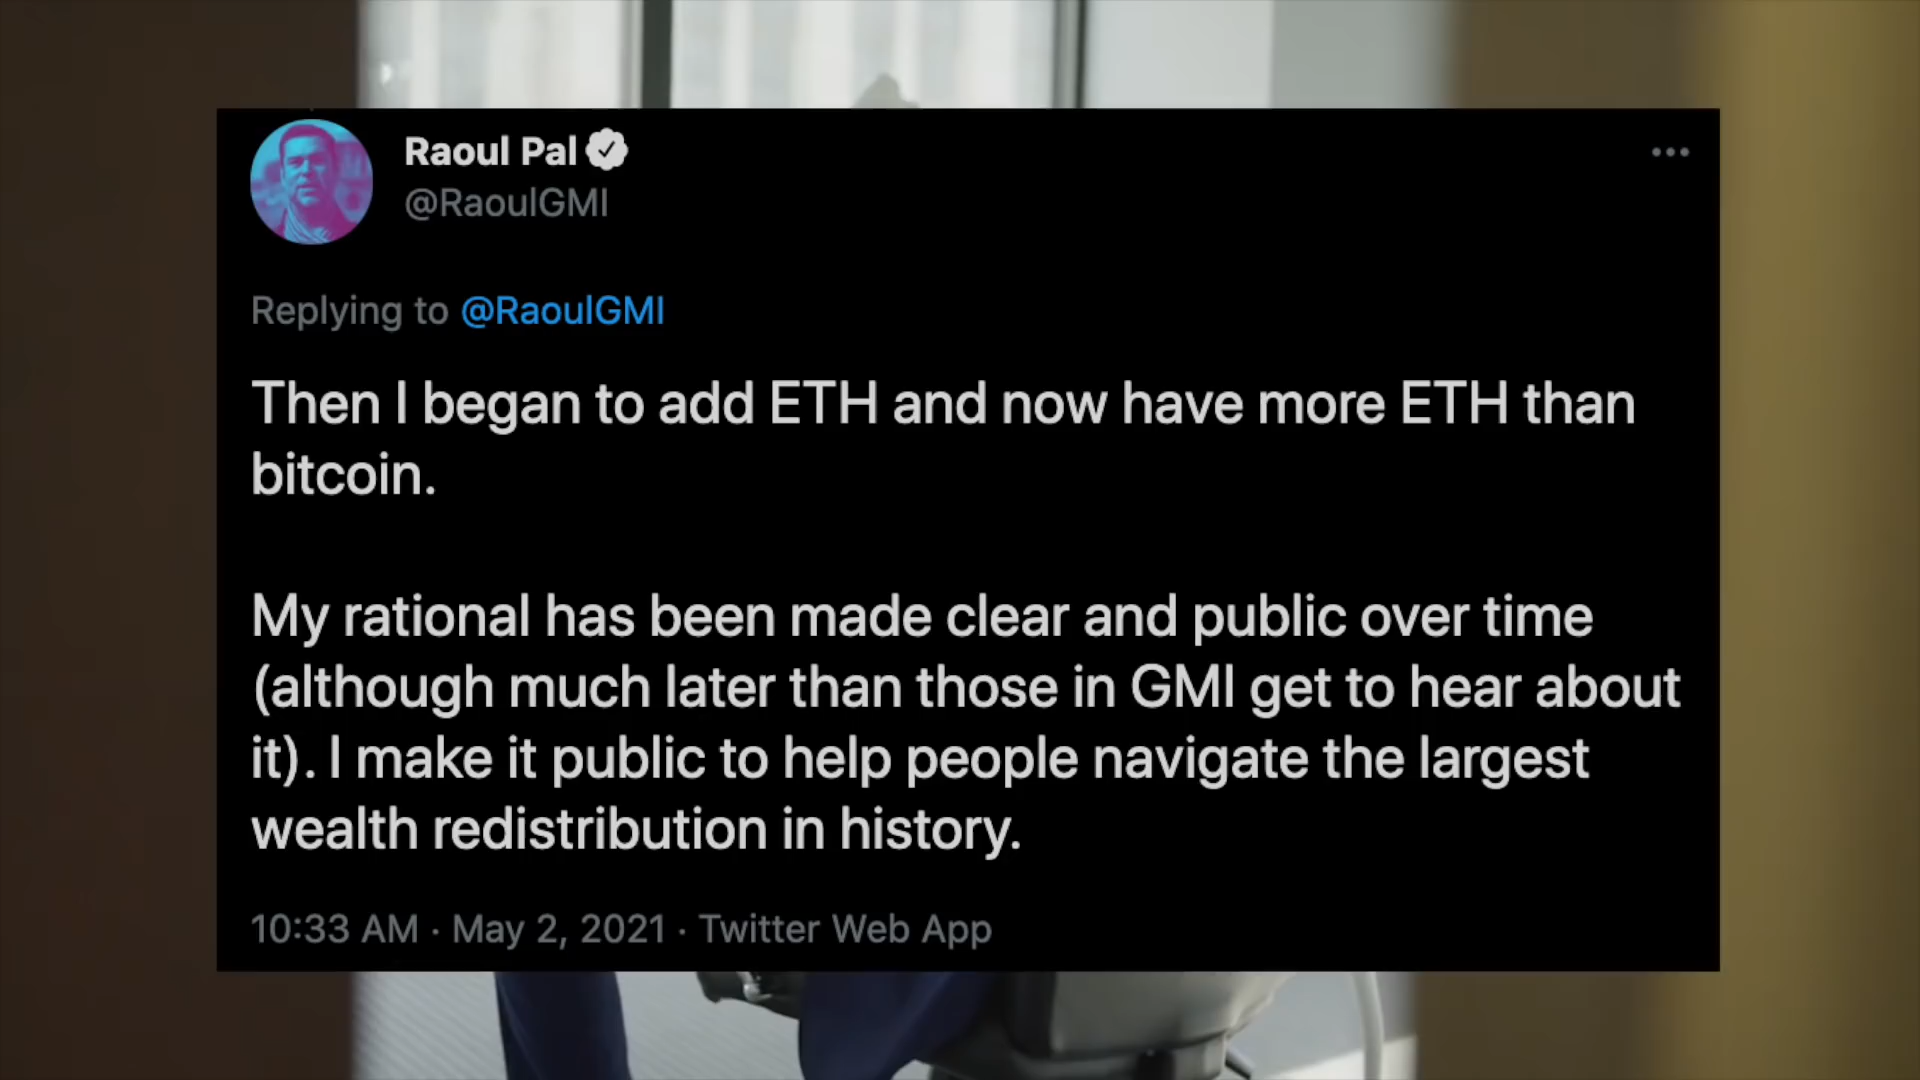 Raoul Pal
@RaoulGMI
Replying to @RaoulGMI
Then I began to add ETH and now have more ETH than
bitcoin.
My rational has been made clear and public over time
(although much later than those in GMI get to hear about
it). I make it public to help people navigate the largest
wealth redistribution in history.
10:33 AM · May 2, 2021 · Twitter Web App